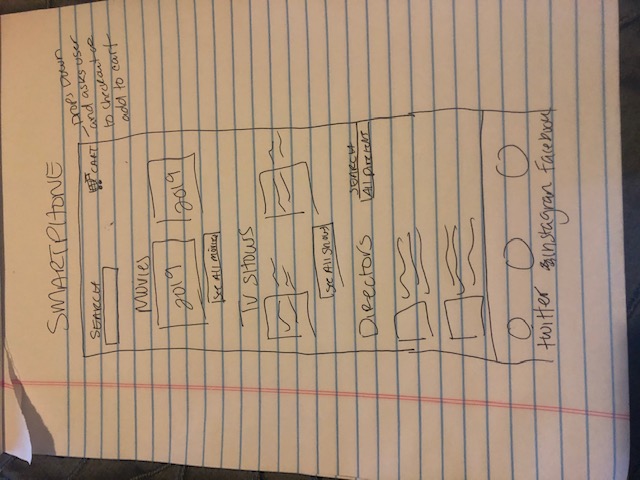 SMARTPHONE
SEARCH
CART
Drops Down
and asks user
to checkout or
add to cart
Movies
2019
2019
See All Movies
TV SHOWS
See All Shows
Directors
SEARCH
All Director
twitter
instagram
Facebook